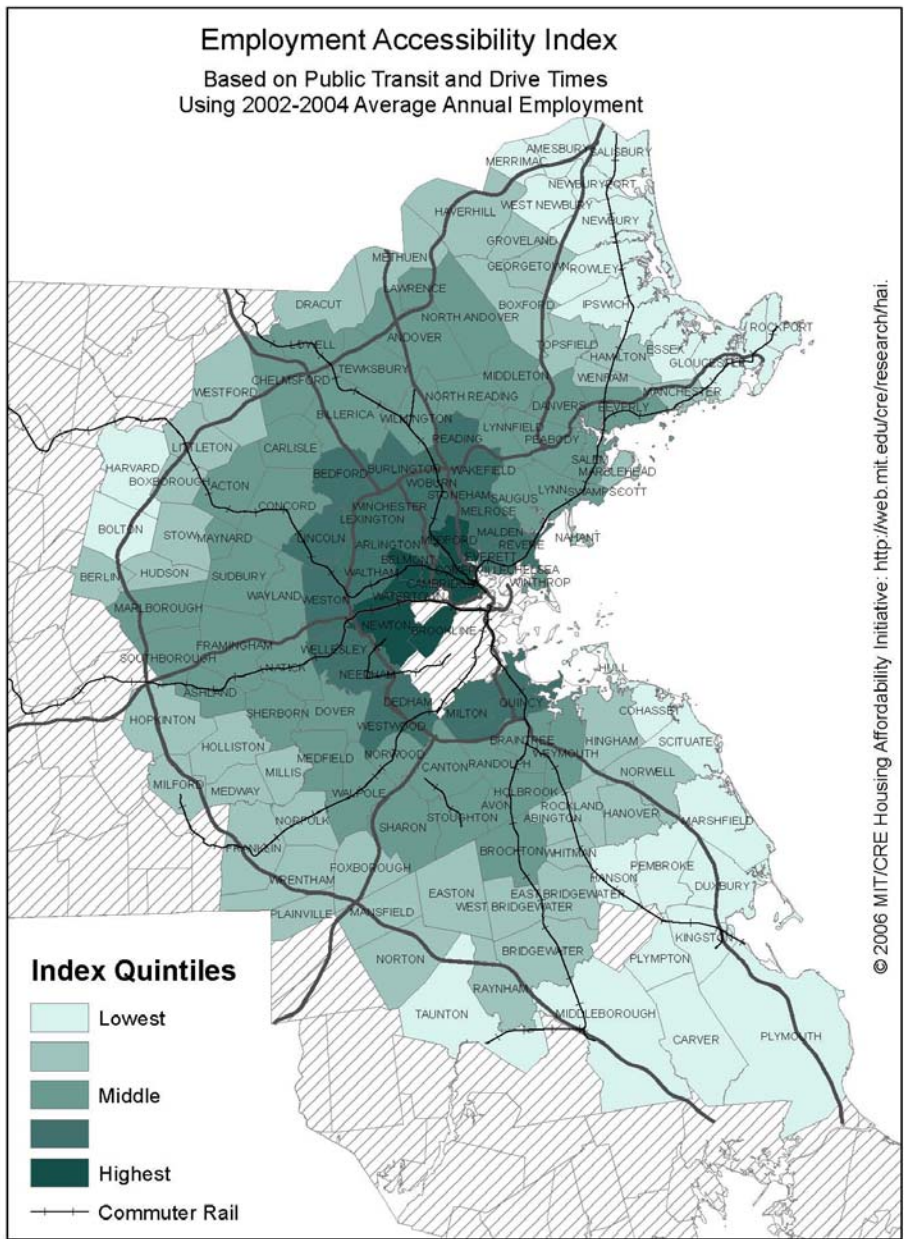 Employment Accessibility Index
Based on Public Transit and Drive Times
Using 2002-2004 Average Annual Employment
AMESBURY
SALISBURY
MERRIMAC
NEWBURYPORT
WEST NEWBURY
HAVERHILL
NEWBURY
GROVELAND
METHUEN
GEORGETOWN
ROWLEY
LAWRENCE
DRACUT
BOXFORD
IPSWICH
NORTH ANDOVER
ROCKPORT
ANDOVER
LOWELL
TOPSFIELD
ESSEX
HAMILTON
GLOUCESTER
TEWKSBURY
MIDDLETON
WENHAM
CHELMSFORD
WESTFORD
NORTH READING
MANCHESTER
DANVERS
BEVERLY
BILLERICA
WILMINGTON
LYNNFIELD
READING
PEABODY
LITTLETON
CARLISLE
SALEM
HARVARD
BURLINGTON
WAKEFIELD
MARBLEHEAD
BEDFORD
BOXBOROUGH
ACTON
WOBURN
LYNN
SWAMPSCOTT
STONEHAM
SAUGUS
CONCORD
WINCHESTER
MELROSE
LEXINGTON
BOLTON
STOW
MAYNARD
LINCOLN
MALDEN
NAHANT
ARLINGTON
MEDFORD
REVERE
EVERETT
BELMONT
CHELSEA
WALTHAM
HUDSON
BERLIN
SUDBURY
CAMBRIDGE
WINTHROP
WATERTOWN
WAYLAND
WESTON
MARLBOROUGH
NEWTON
BROOKLINE
FRAMINGHAM
WELLESLEY
SOUTHBOROUGH
NATICK
HULL
NEEDHAM
ASHLAND
DEDHAM
QUINCY
COHASSET
SHERBORN
DOVER
MILTON
HOPKINTON
WESTWOOD
SCITUATE
HINGHAM
BRAINTREE
HOLLISTON
NORWOOD
WEYMOUTH
MEDFIELD
CANTON
RANDOLPH
NORWELL
MILLIS
MILFORD
MEDWAY
WALPOLE
HOLBROOK
AVON
ROCKLAND
HANOVER
NORFOLK
STOUGHTON
ABINGTON
MARSHFIELD
SHARON
FRANKLIN
BROCKTON
WHITMAN
FOXBOROUGH
PEMBROKE
HANSON
WRENTHAM
DUXBURY
EASTON
EAST BRIDGEWATER
WEST BRIDGEWATER
PLAINVILLE
MANSFIELD
KINGSTON
BRIDGEWATER
PLYMPTON
NORTON
RAYNHAM
TAUNTON
MIDDLEBOROUGH
PLYMOUTH
CARVER
Index Quintiles
Lowest
Middle
Highest
Commuter Rail
©2006 MIT/CRE Housing Affordability Initiative: http://web.mit.edu/cre/research/hai.